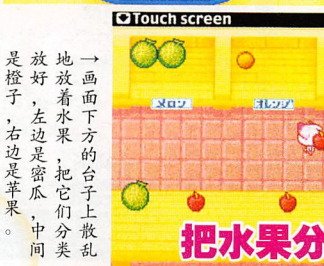 Touch screen
メロン
オレンジ
把水果分
→画面下方的台子上散乱
地放着水果，把它们分类
放好，左边是密瓜，中间
是橙子，右边是苹果。